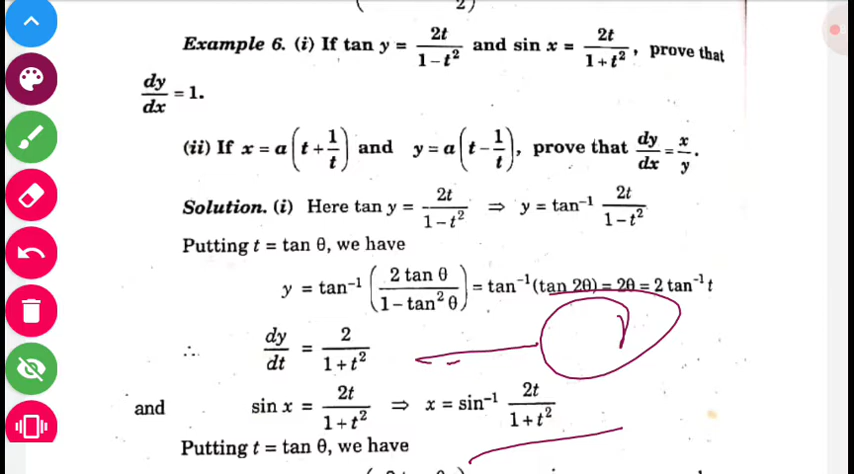 2)
Example 6. (i) If tan y = 2t/(1 – t²) and sin x = 2t/(1 + t²), prove that
dy/dx = 1.
(ii) If x = a(t + 1/t) and y = a(t – 1/t), prove that dy/dx = x/y.
Solution. (i) Here tan y = 2t/(1 – t²) ⇒ y = tan⁻¹ 2t/(1 – t²)
Putting t = tan θ, we have
y = tan⁻¹(2 tan θ/(1 – tan² θ)) = tan⁻¹(tan 2θ) = 2θ = 2 tan⁻¹ t
∴ dy/dt = 2/(1 + t²)
and sin x = 2t/(1 + t²) ⇒ x = sin⁻¹ 2t/(1 + t²)
Putting t = tan θ, we have